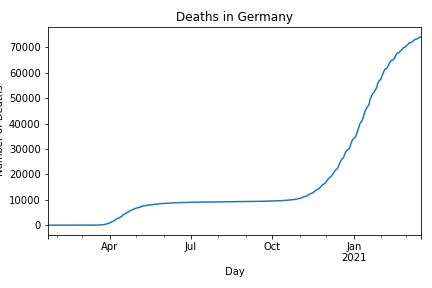 Deaths in Germany
70000
60000
50000
40000
30000
20000
10000
0
Number of Deaths
Apr
Jul
Oct
Jan
2021
Day